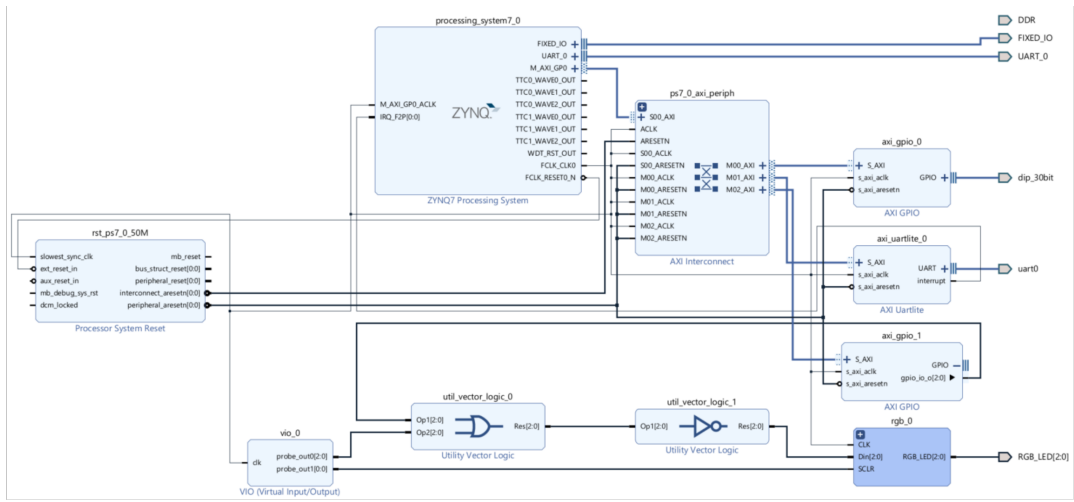 processing_system7_0
FIXED_IO
UART_0
M_AXI_GP0
TTC0_WAVE0_OUT
TTC0_WAVE1_OUT
TTC0_WAVE2_OUT
TTC1_WAVE0_OUT
TTC1_WAVE1_OUT
TTC1_WAVE2_OUT
WDT_RST_OUT
FCLK_CLK0
FCLK_RESET0_N
M_AXI_GP0_ACLK
IRQ_F2P[0:0]
ZYNQ
ZYNQ7 Processing System
DDR
FIXED_IO
UART_0
ps7_0_axi_periph
S00_AXI
ACLK
ARESETN
S00_ACLK
S00_ARESETN
M00_ACLK
M00_ARESETN
M01_ACLK
M01_ARESETN
M02_ACLK
M02_ARESETN
M00_AXI
M01_AXI
M02_AXI
AXI Interconnect
axi_gpio_0
S_AXI
s_axi_aclk
s_axi_aresetn
GPIO
AXI GPIO
dip_30bit
rst_ps7_0_50M
slowest_sync_clk
ext_reset_in
aux_reset_in
mb_debug_sys_rst
dcm_locked
mb_reset
bus_struct_reset[0:0]
peripheral_reset[0:0]
interconnect_aresetn[0:0]
peripheral_aresetn[0:0]
Processor System Reset
axi_uartlite_0
S_AXI
s_axi_aclk
s_axi_aresetn
UART
interrupt
AXI Uartlite
uart0
axi_gpio_1
S_AXI
s_axi_aclk
s_axi_aresetn
GPIO
gpio_io_o[2:0]
AXI GPIO
util_vector_logic_0
Op1[2:0]
Op2[2:0]
Res[2:0]
Utility Vector Logic
util_vector_logic_1
Op1[2:0]
Res[2:0]
Utility Vector Logic
vio_0
clk
probe_out0[2:0]
probe_out1[0:0]
VIO (Virtual Input/Output)
rgb_0
CLK
Din[2:0]
SCLR
RGB_LED[2:0]
RGB_LED[2:0]